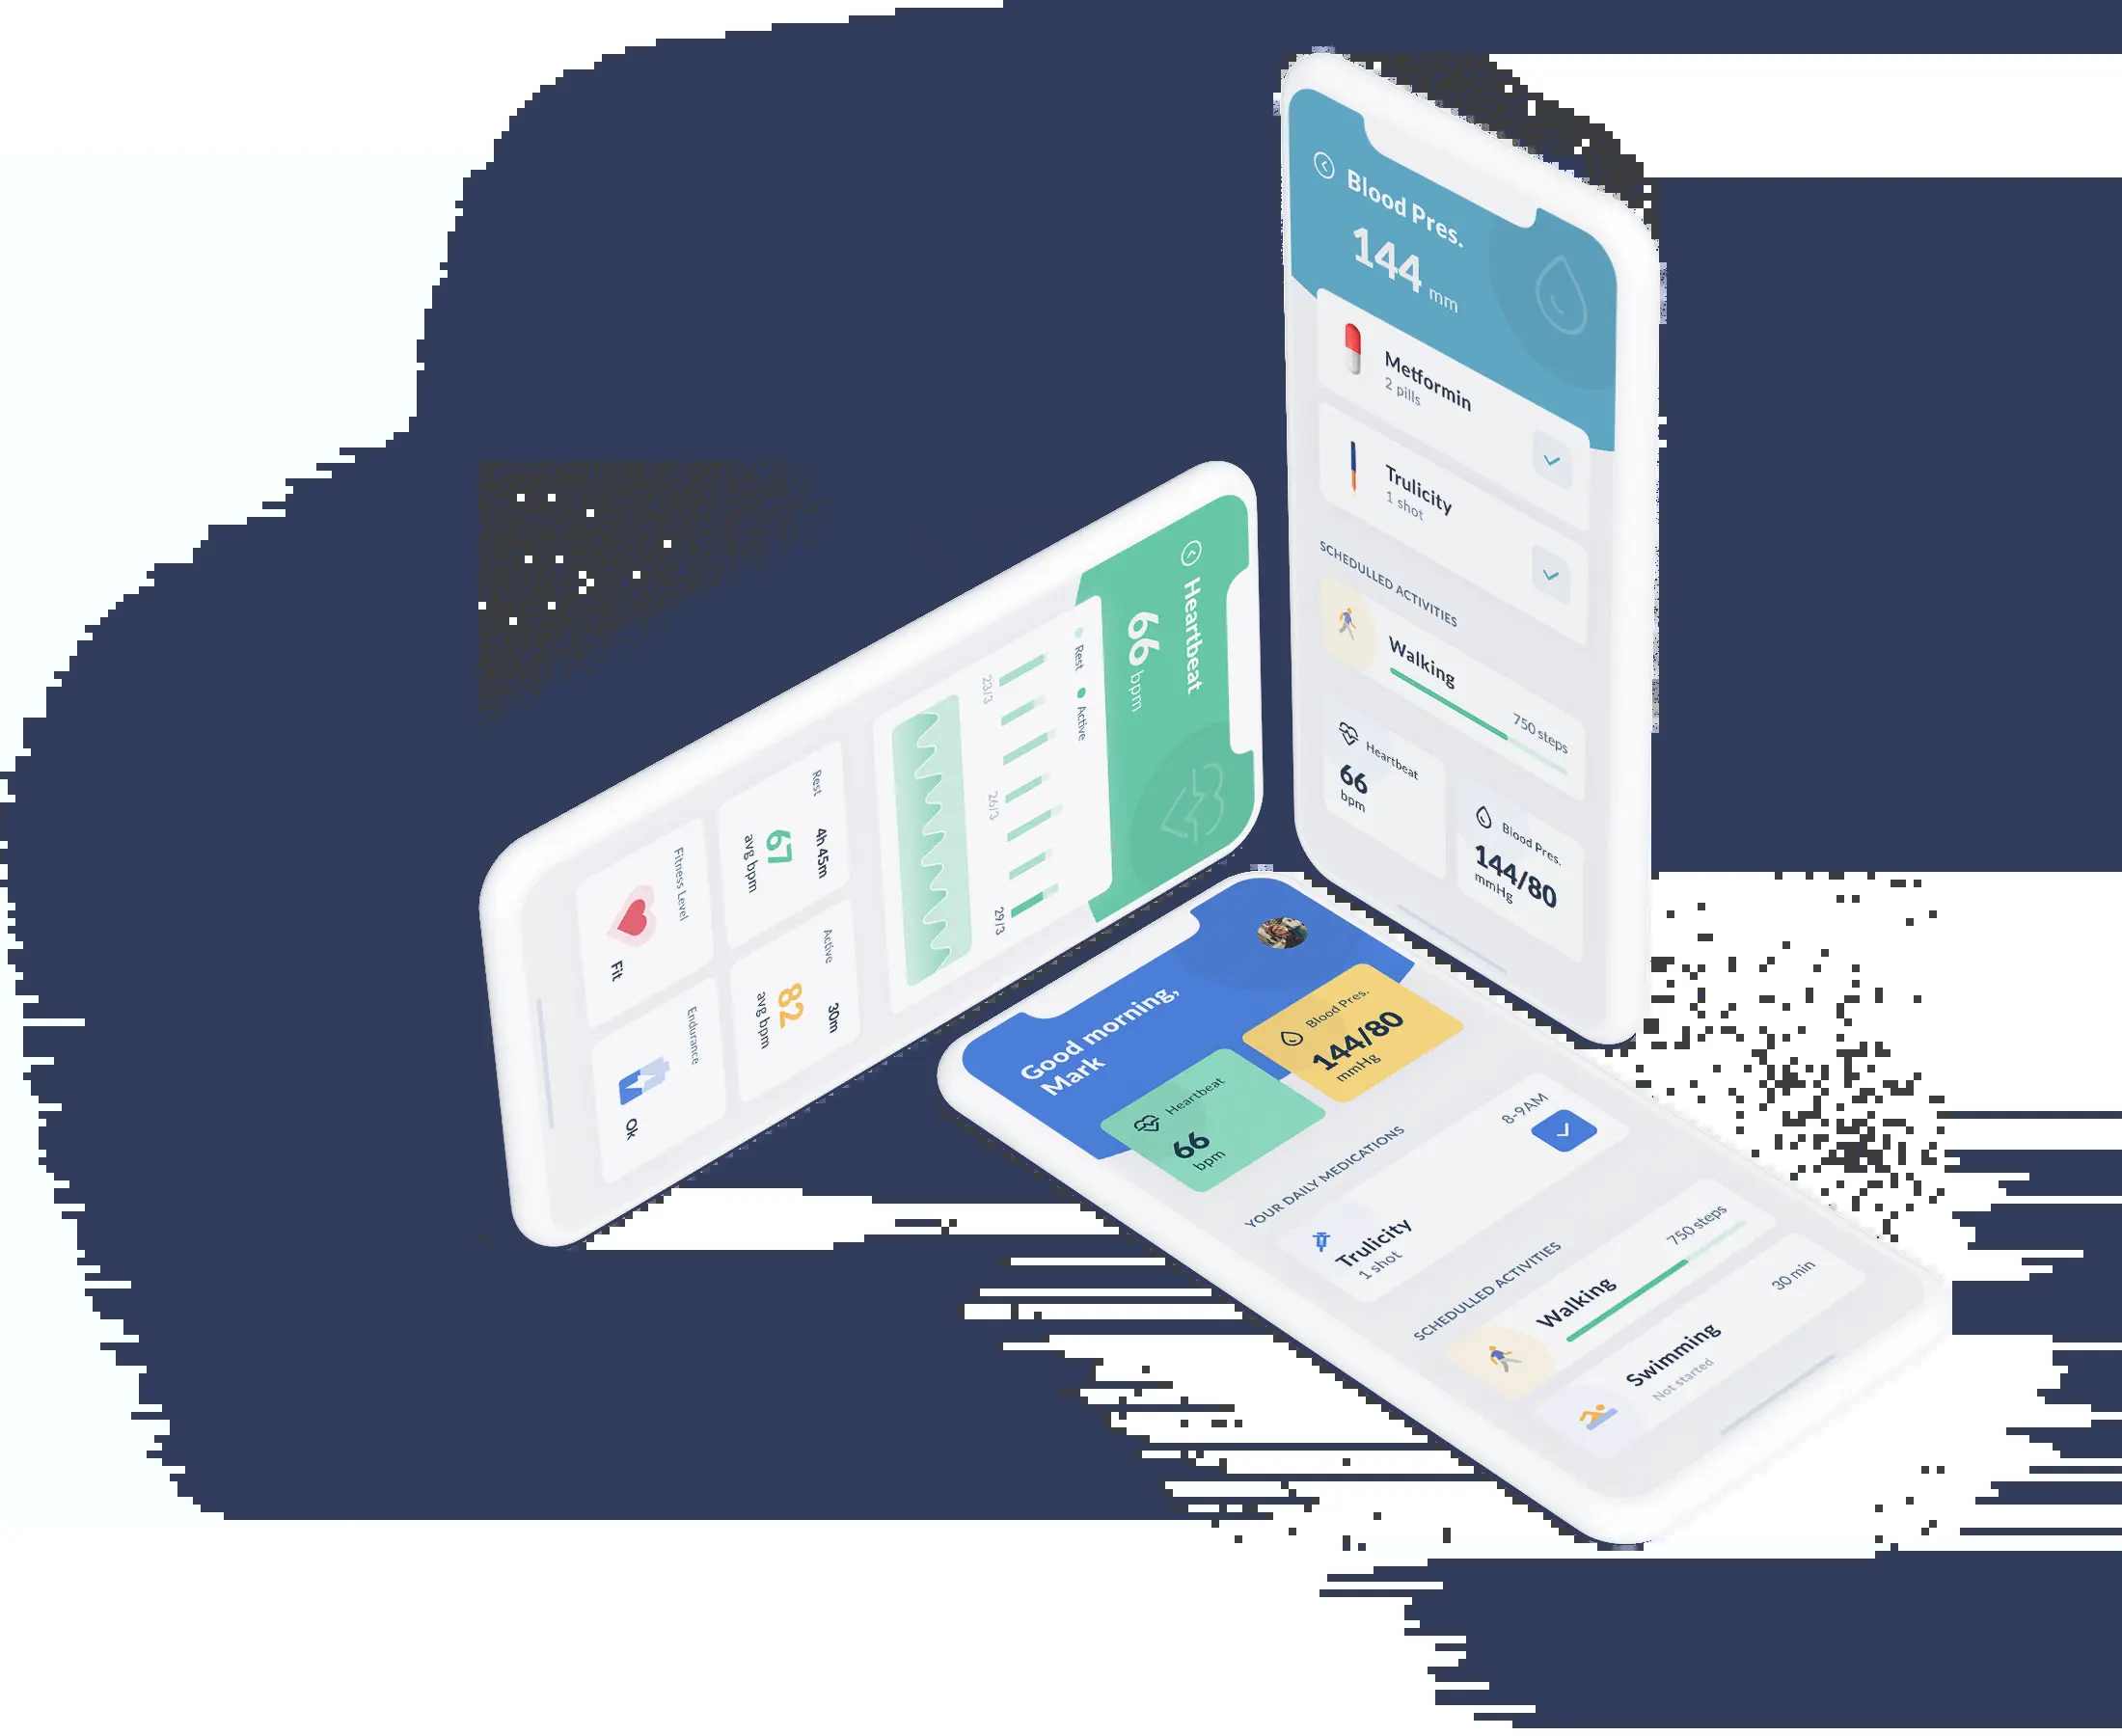 Blood Pres.
144 mm
Metformin
2 pills
Trulicity
1 shot
SCHEDULLED ACTIVITIES
Walking
750 steps
Heartbeat
66
bpm
Blood Pres.
144/80
mmHg
Heartbeat
66 bpm
Rest Active
23/3
26/3
29/3
Rest
4h 45m
67
avg bpm
Active
30m
82
avg bpm
Fitness Level
Fit
Endurance
Ok
Good morning,
Mark
Heartbeat
66
bpm
Blood Pres.
144/80
mmHg
YOUR DAILY MEDICATIONS
8-9AM
Trulicity
1 shot
SCHEDULLED ACTIVITIES
Walking
750 steps
Swimming
Not started
30 min